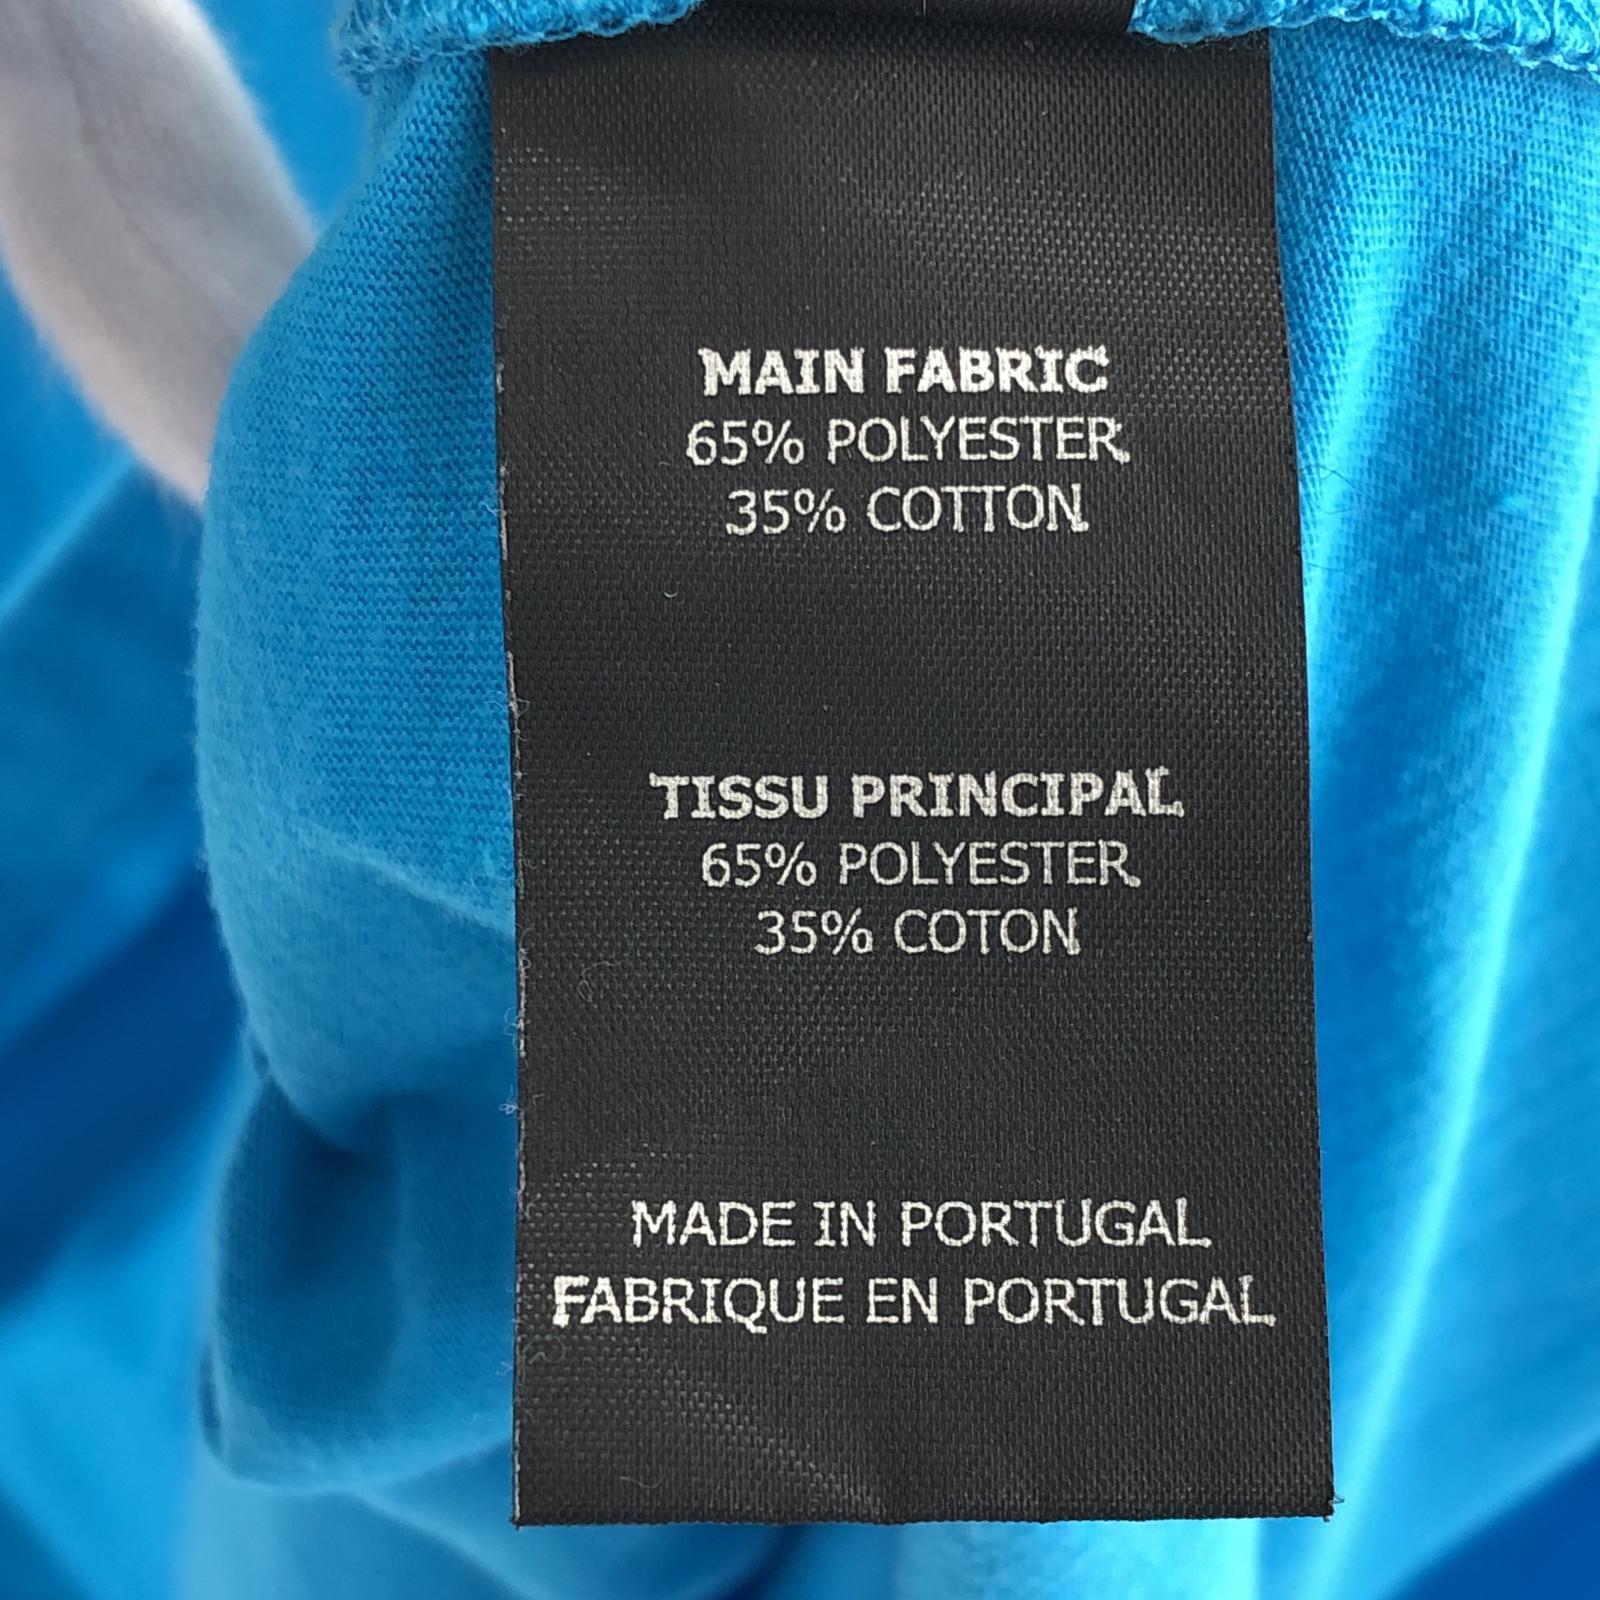 MAIN FABRIC
65% POLYESTER
35% COTTON
TISSU PRINCIPAL
65% POLYESTER
35% COTON
MADE IN PORTUGAL
FABRIQUE EN PORTUGAL